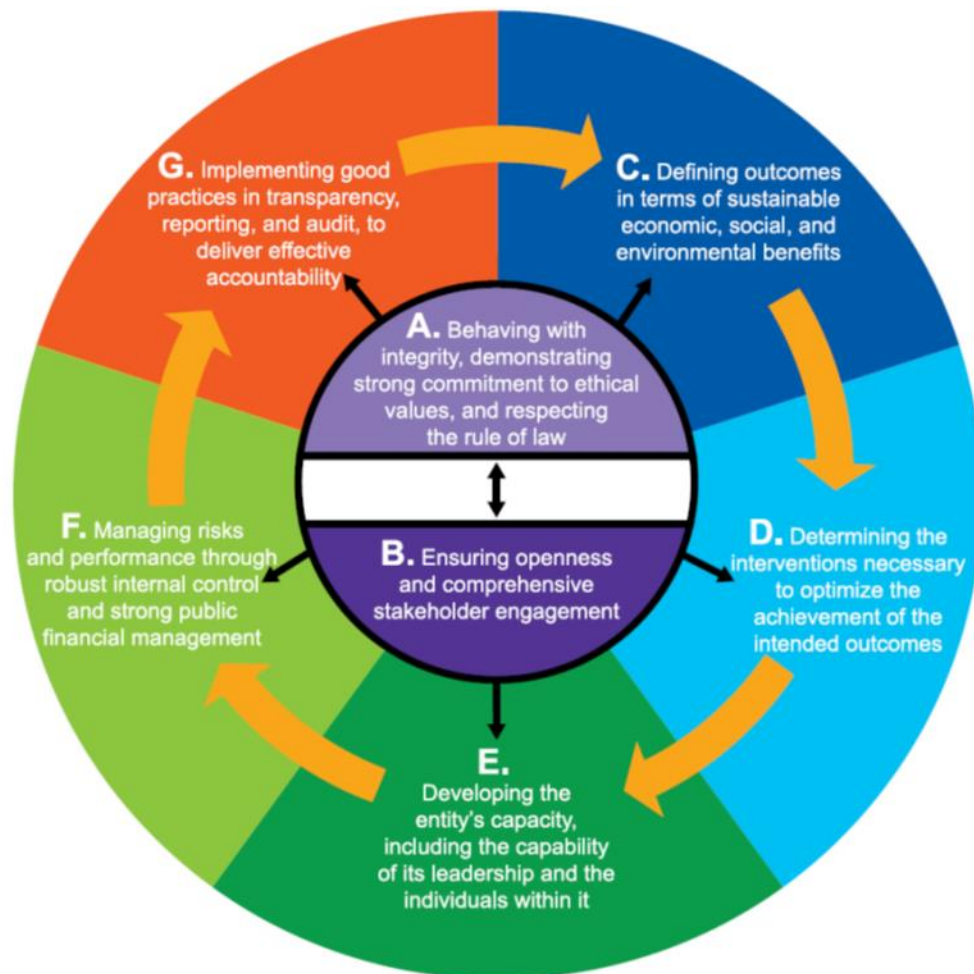 A. Behaving with
integrity, demonstrating
strong commitment to ethical
values, and respecting
the rule of law
B. Ensuring openness
and comprehensive
stakeholder engagement
C. Defining outcomes
in terms of sustainable
economic, social, and
environmental benefits
D. Determining the
interventions necessary
to optimize the
achievement of the
intended outcomes
E.
Developing the
entity's capacity,
including the capability
of its leadership and the
individuals within it
F. Managing risks
and performance through
robust internal control
and strong public
financial management
G. Implementing good
practices in transparency,
reporting, and audit, to
deliver effective
accountability